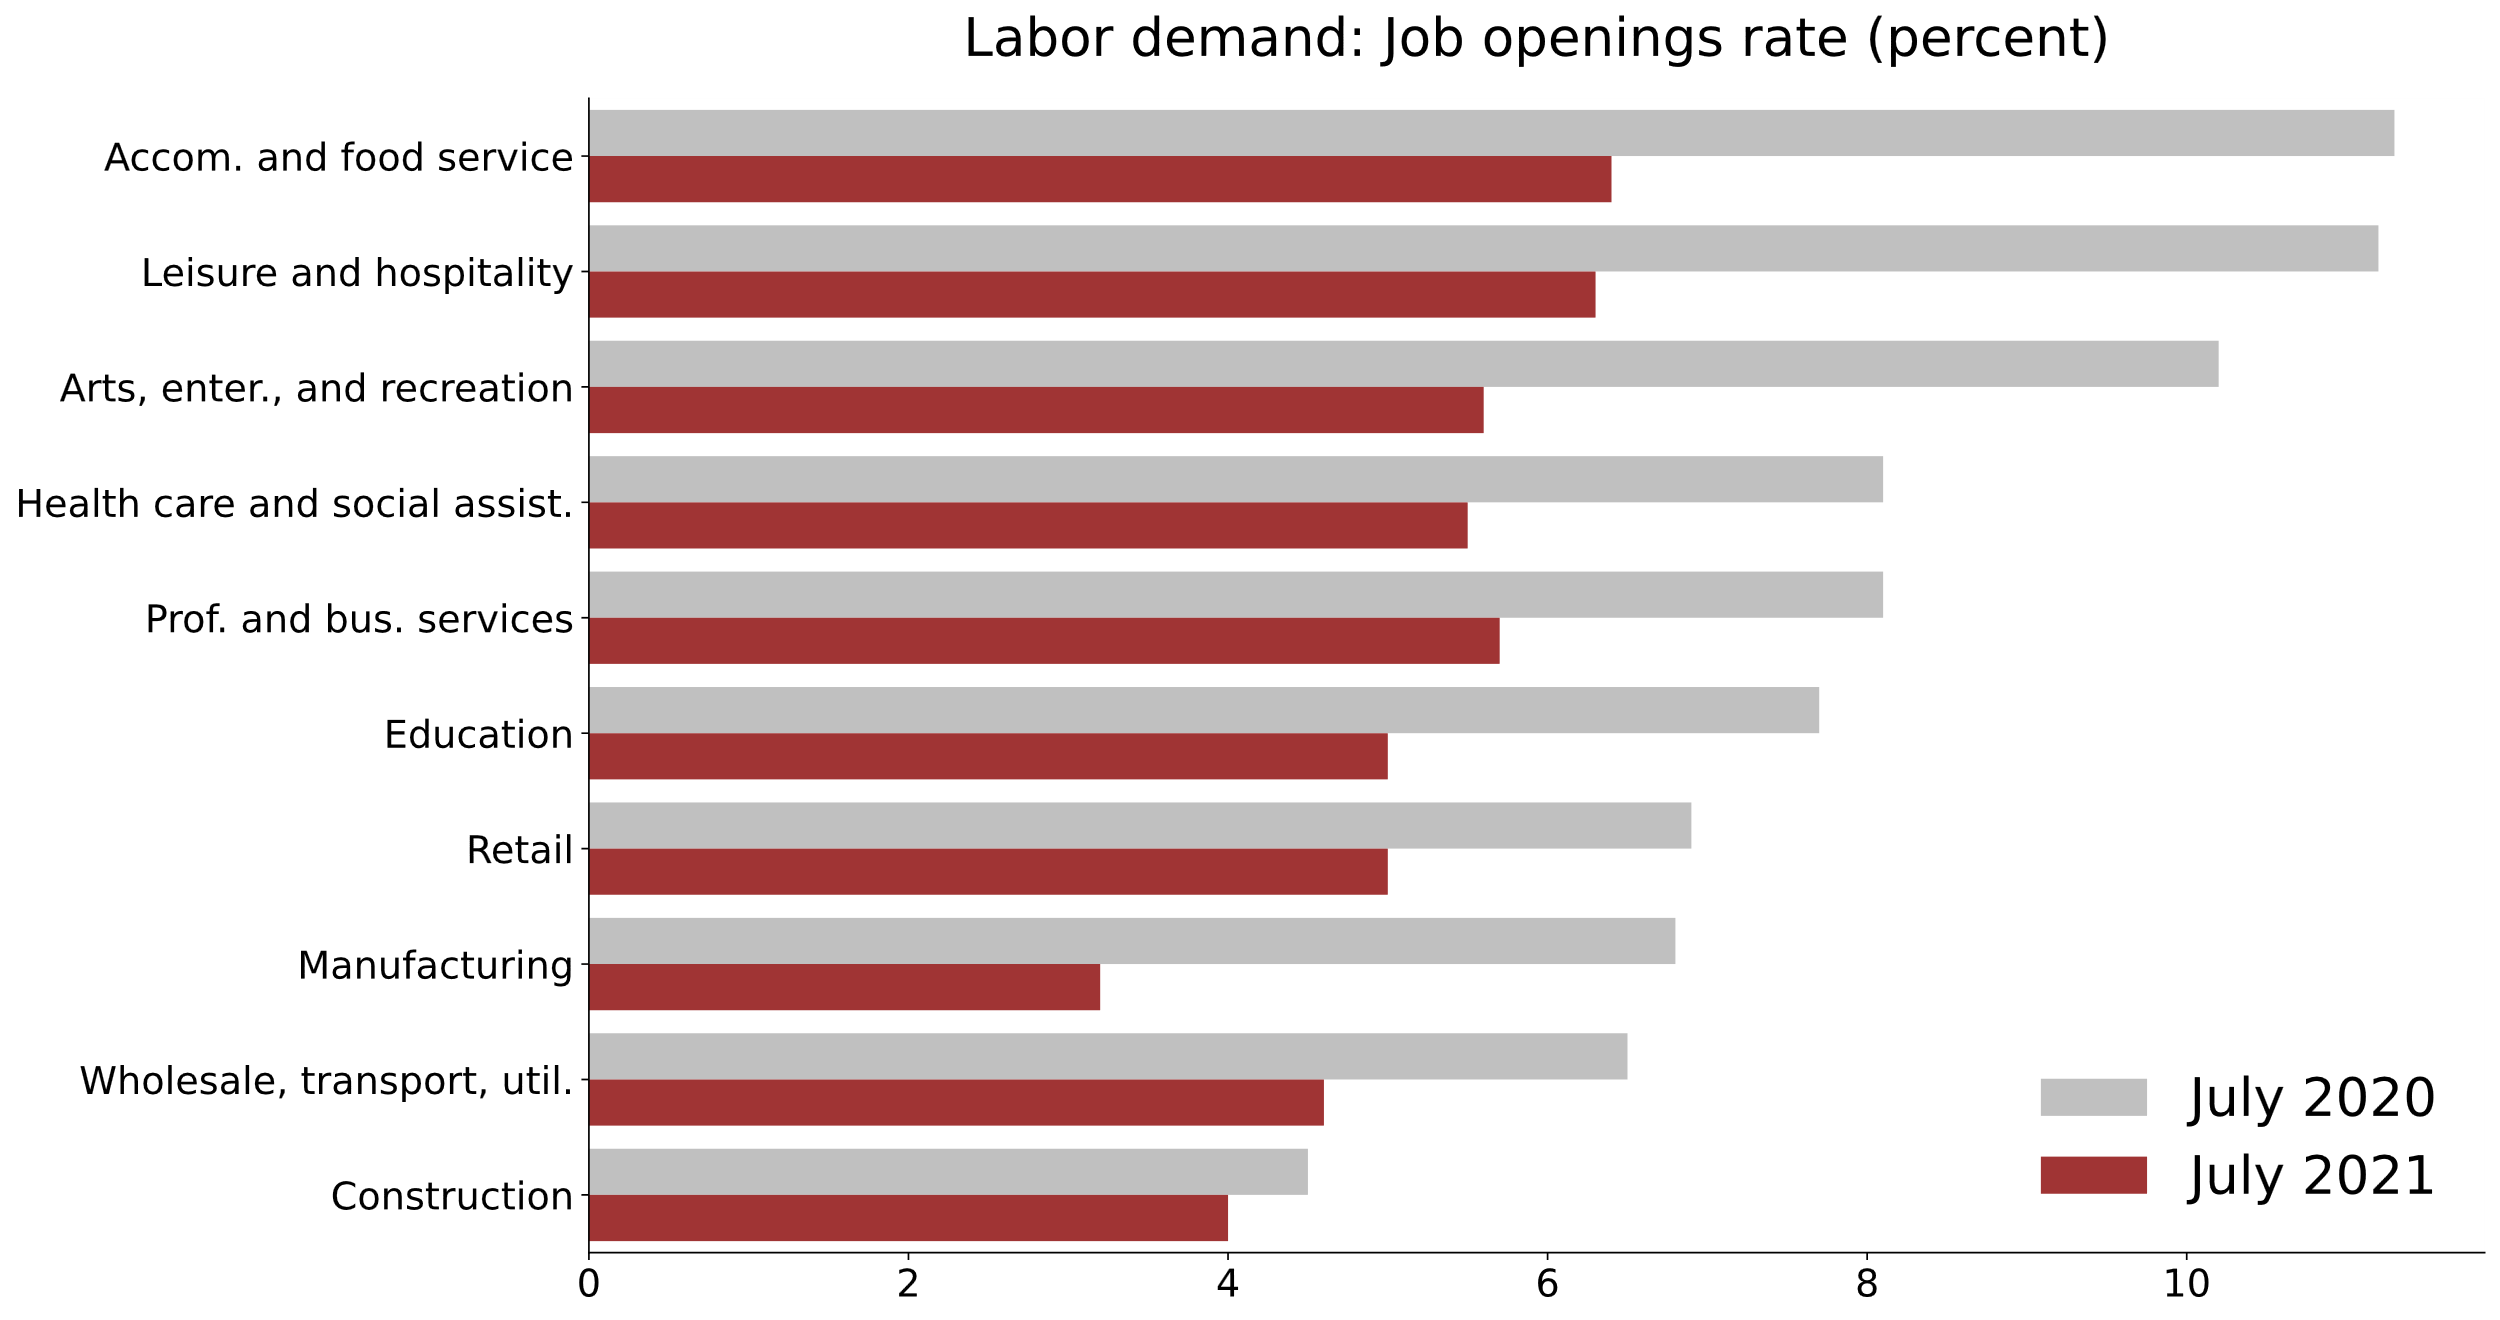 Labor demand: Job openings rate (percent)
Accom. and food service
Leisure and hospitality
Arts, enter., and recreation
Health care and social assist.
Prof. and bus. services
Education
Retail
Manufacturing
Wholesale, transport, util.
Construction
July 2020
July 2021
0 2 4 6 8 10